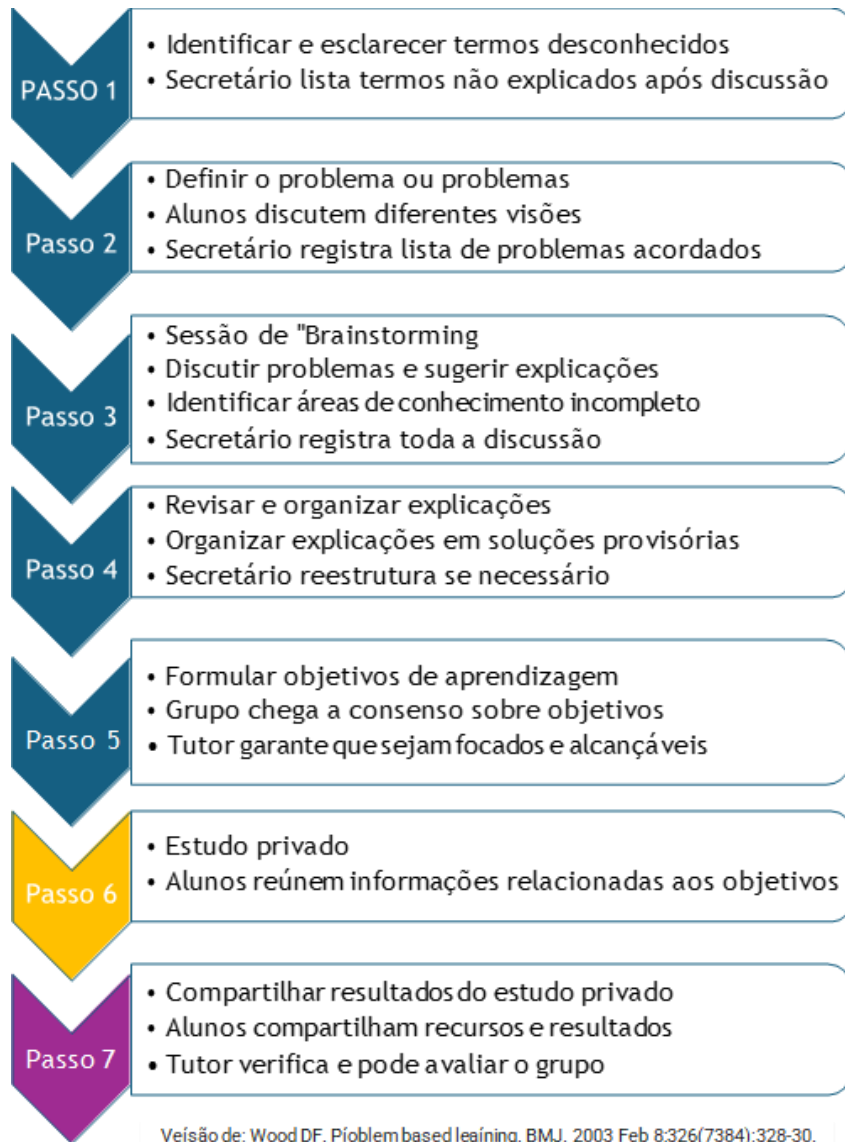 PASSO 1
• Identificar e esclarecer termos desconhecidos
• Secretário lista termos não explicados após discussão
Passo 2
• Definir o problema ou problemas
• Alunos discutem diferentes visões
• Secretário registra lista de problemas acordados
Passo 3
• Sessão de "Brainstorming
• Discutir problemas e sugerir explicações
• Identificar áreas de conhecimento incompleto
• Secretário registra toda a discussão
Passo 4
• Revisar e organizar explicações
• Organizar explicações em soluções provisórias
• Secretário reestrutura se necessário
Passo 5
• Formular objetivos de aprendizagem
• Grupo chega a consenso sobre objetivos
• Tutor garante que sejam focados e alcançáveis
Passo 6
• Estudo privado
• Alunos reúnem informações relacionadas aos objetivos
Passo 7
• Compartilhar resultados do estudo privado
• Alunos compartilham recursos e resultados
• Tutor verifica e pode avaliar o grupo
Veísão de: Wood DF. Píoblem based leaíning. BMJ. 2003 Feb 8;326(7384):328-30.